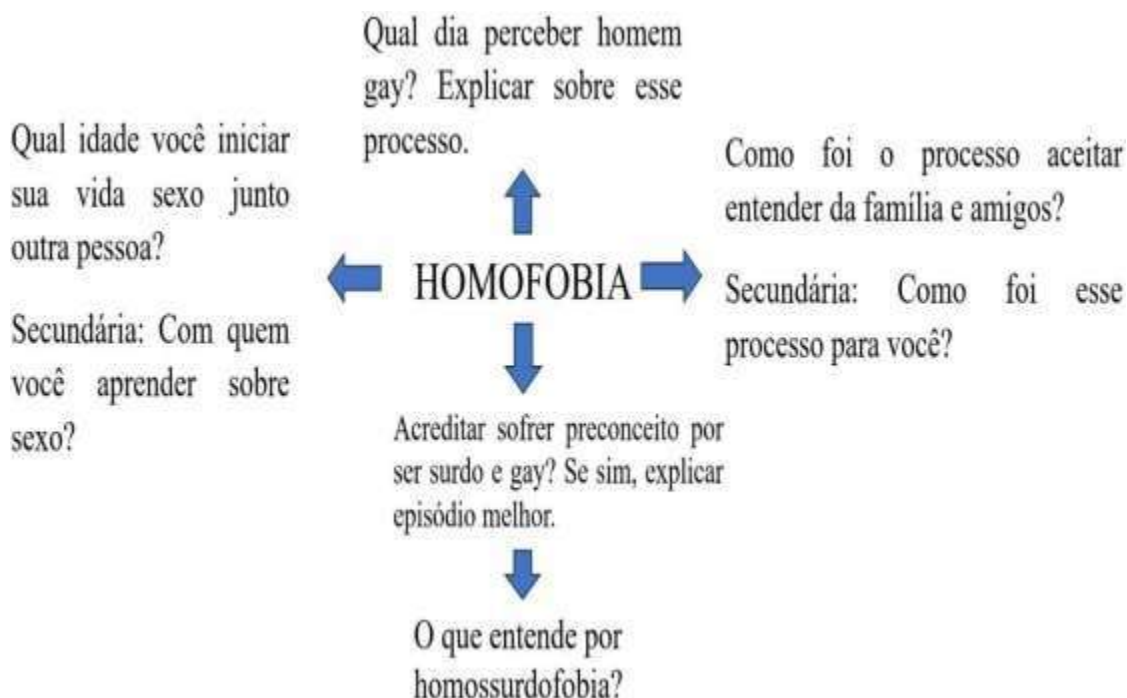 Qual dia perceber homem
gay? Explicar sobre esse
processo.
Qual idade você iniciar
sua vida sexo junto
outra pessoa?
Secundária: Com quem
você aprender sobre
sexo?
HOMOFOBIA
Como foi o processo aceitar
entender da família e amigos?
Secundária: Como foi esse
processo para você?
Acreditar sofrer preconceito por
ser surdo e gay? Se sim, explicar
episódio melhor.
O que entende por
homossurdofobia?